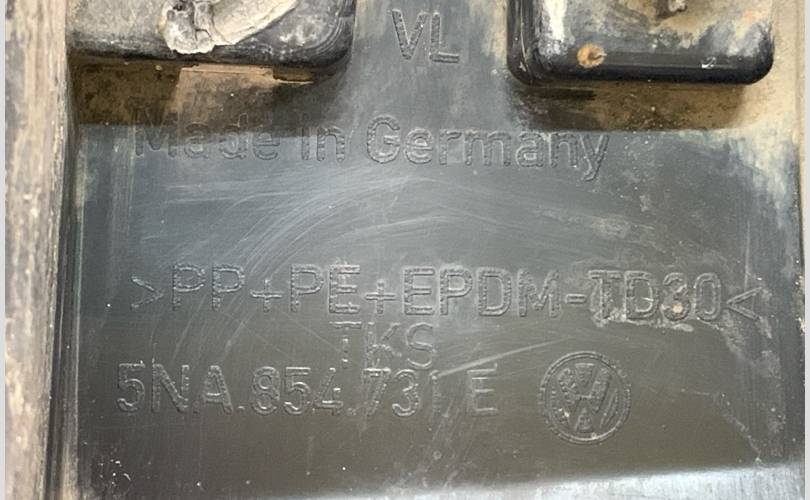 VL
Made in Germany
>PP+PE+EPDM-TD30<
TKS
5NA.854.731 E